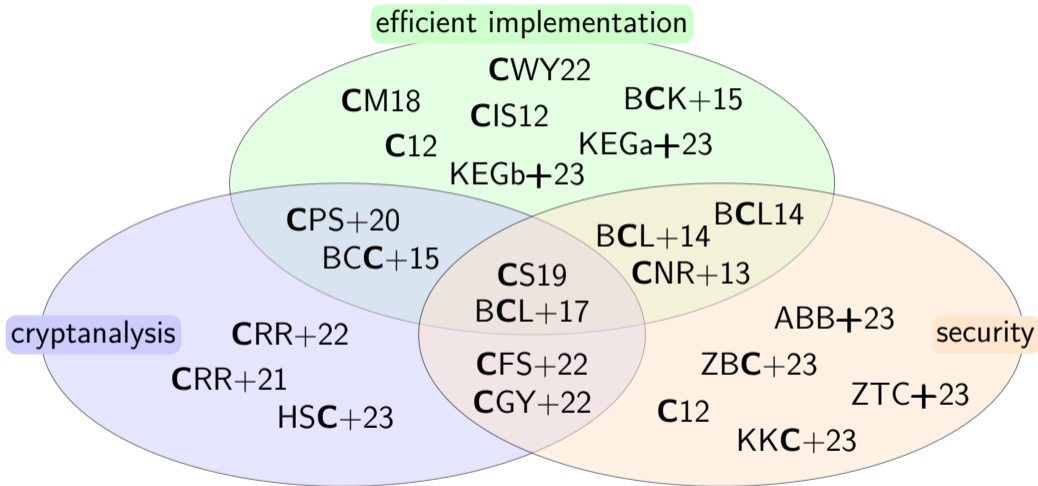 efficient implementation
CWY22
CM18
CIS12
BCK+15
C12
KEGa+23
KEGb+23
CPS+20
BCC+15
BCL14
BCL+14
CNR+13
CS19
BCL+17
cryptanalysis
CRR+22
CRR+21
HSC+23
CFS+22
CGY+22
ABB+23
security
ZBC+23
ZTC+23
C12
KKC+23